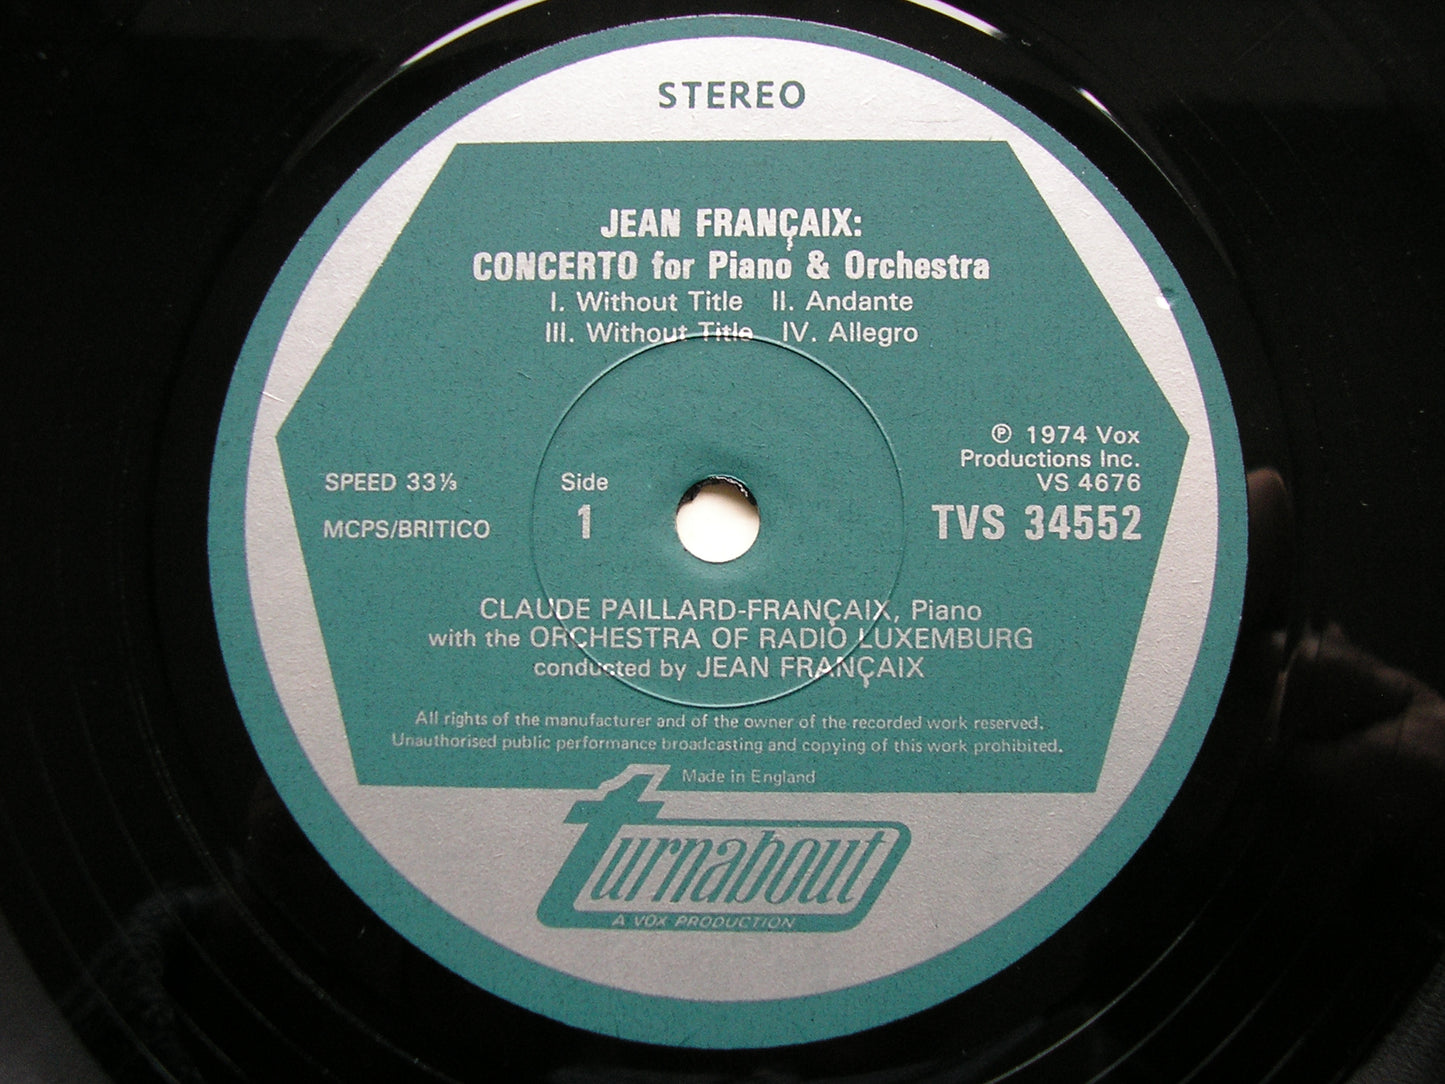 STEREO
JEAN FRANÇAIX:
CONCERTO for Piano & Orchestra
I. Without Title II. Andante
III. Without Title IV. Allegro
℗ 1974 Vox
Productions Inc.
VS 4676
TVS 34552
SPEED 33⅓
MCPS/BRITICO
Side
1
CLAUDE PAILLARD-FRANÇAIX, Piano
with the ORCHESTRA OF RADIO LUXEMBURG
conducted by JEAN FRANÇAIX
All rights of the manufacturer and of the owner of the recorded work reserved.
Unauthorised public performance broadcasting and copying of this work prohibited.
Made in England
turnabout
A VOX PRODUCTION